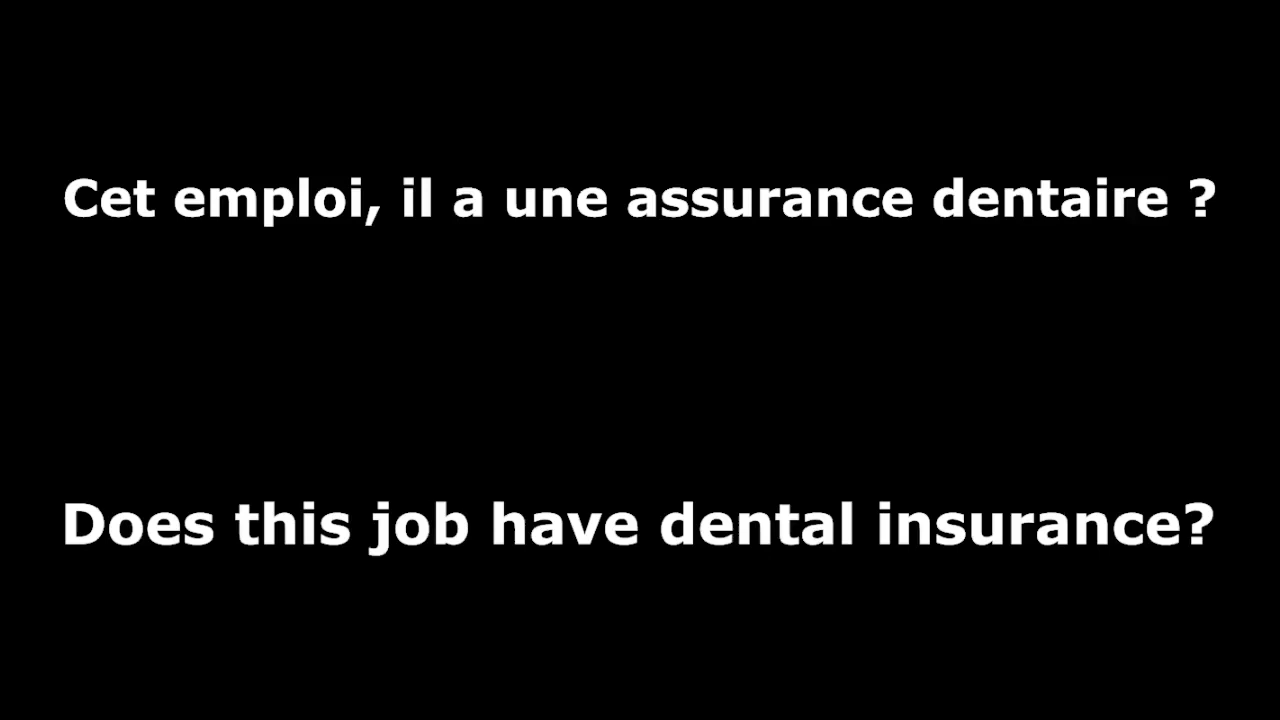 Cet emploi, il a une assurance dentaire ?
Does this job have dental insurance?